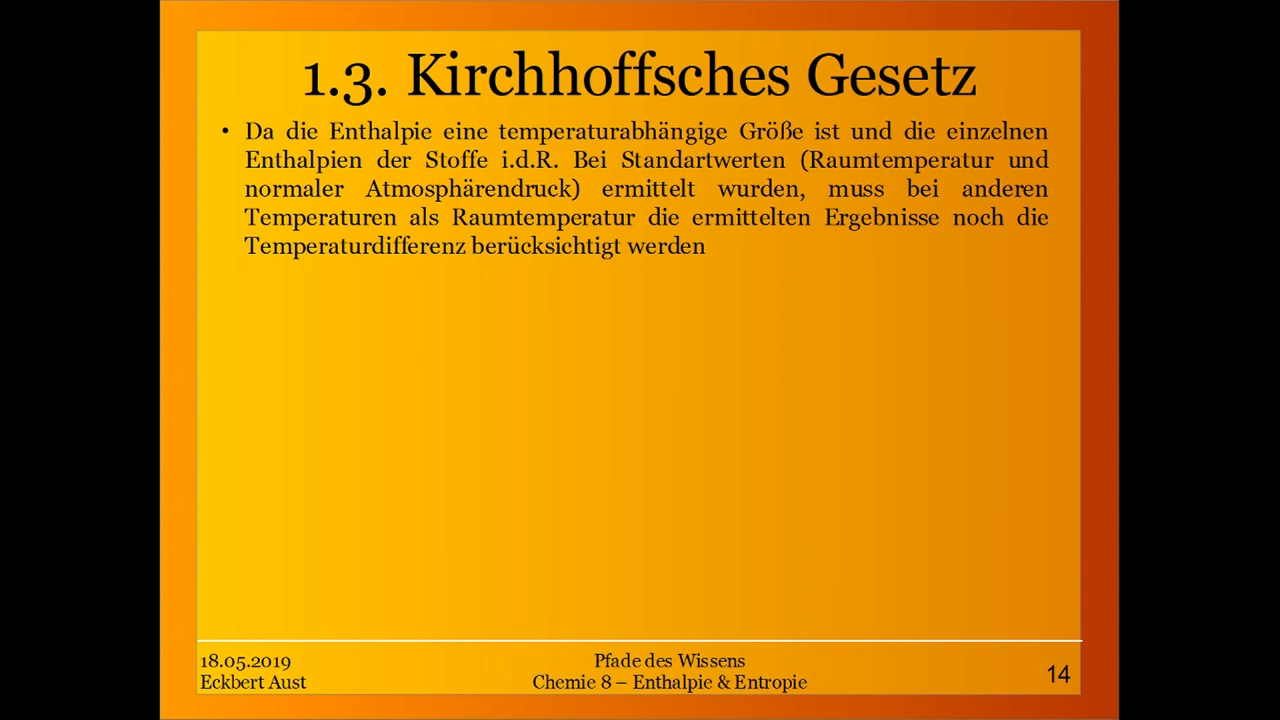 1.3. Kirchhoffsches Gesetz
• Da die Enthalpie eine temperaturabhängige Größe ist und die einzelnen
Enthalpien der Stoffe i.d.R. Bei Standartwerten (Raumtemperatur und
normaler Atmosphärendruck) ermittelt wurden, muss bei anderen
Temperaturen als Raumtemperatur die ermittelten Ergebnisse noch die
Temperaturdifferenz berücksichtigt werden
18.05.2019
Eckbert Aust
Pfade des Wissens
Chemie 8 – Enthalpie & Entropie
14